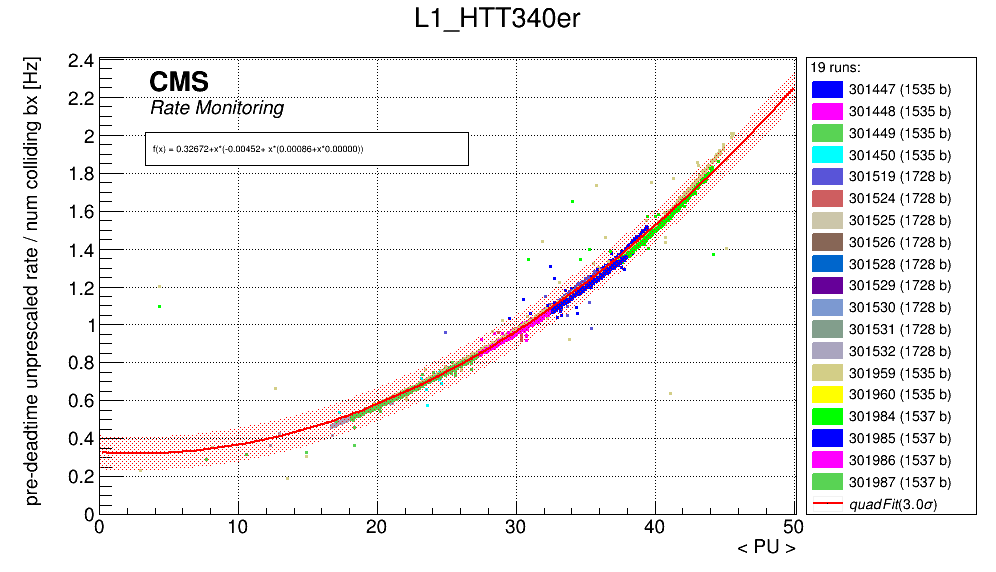 L1_HTT340er
pre-deadtime unprescaled rate / num colliding bx [Hz]
2.4
2.2
2
1.8
1.6
1.4
1.2
1
0.8
0.6
0.4
0.2
0
CMS
Rate Monitoring
f(x) = 0.32672+x*(-0.00452+ x*(0.00086+x*0.00000))
0 10 20 30 40 50
< PU >
19 runs:
301447 (1535 b)
301448 (1535 b)
301449 (1535 b)
301450 (1535 b)
301519 (1728 b)
301524 (1728 b)
301525 (1728 b)
301526 (1728 b)
301528 (1728 b)
301529 (1728 b)
301530 (1728 b)
301531 (1728 b)
301532 (1728 b)
301959 (1535 b)
301960 (1535 b)
301984 (1537 b)
301985 (1537 b)
301986 (1537 b)
301987 (1537 b)
quadFit(3.0σ)